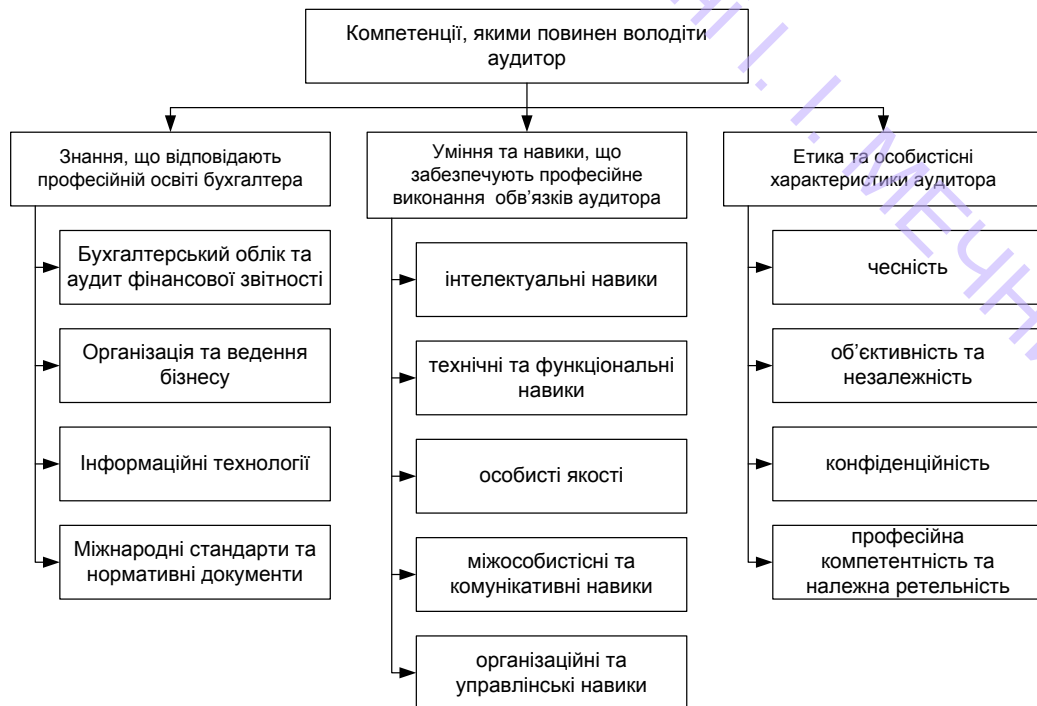 Компетенції, якими повинен володіти
аудитор
Знання, що відповідають
професійній освіті бухгалтера
Бухгалтерський облік та
аудит фінансової звітності
Організація та ведення
бізнесу
Інформаційні технології
Міжнародні стандарти та
нормативні документи
Уміння та навики, що
забезпечують професійне
виконання обв’язків аудитора
інтелектуальні навики
технічні та функціональні
навики
особисті якості
міжособистісні та
комунікативні навики
організаційні та
управлінські навики
Етика та особистісні
характеристики аудитора
чесність
об’єктивність та
незалежність
конфіденційність
професійна
компетентність та
належна ретельність
І. І.